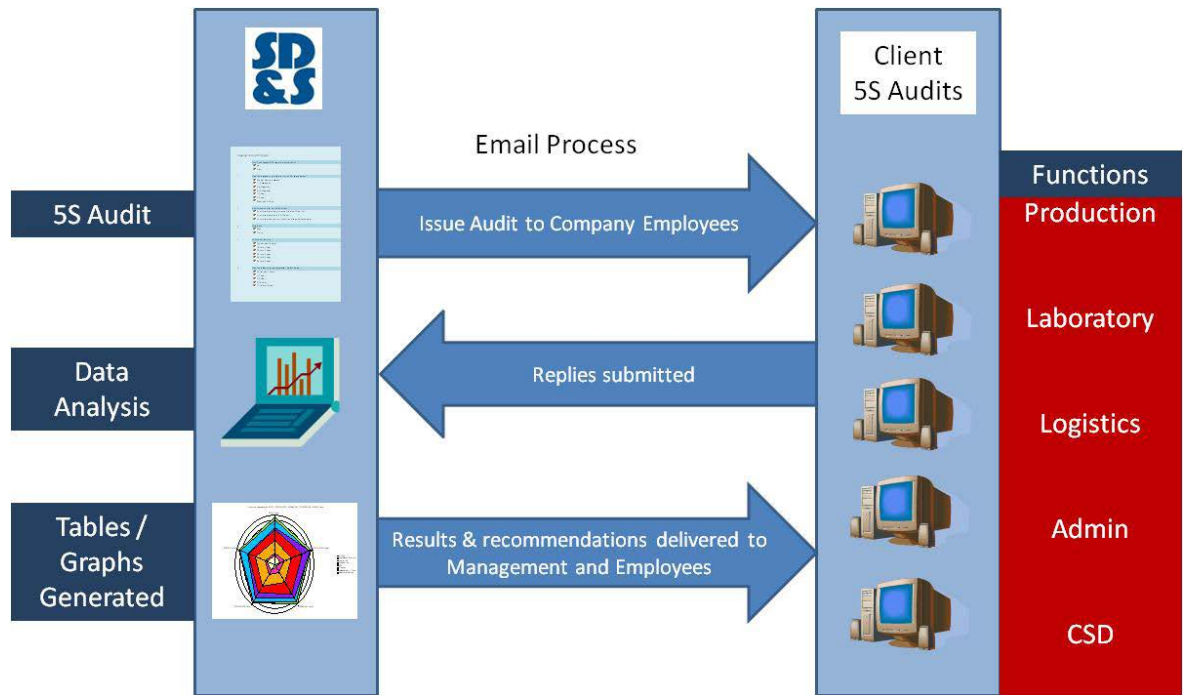 SD
&S
Client
5S Audits
Email Process
Functions
5S Audit
Issue Audit to Company Employees
Production
Laboratory
Data
Analysis
Replies submitted
Logistics
Tables /
Graphs
Generated
Results & recommendations delivered to
Management and Employees
Admin
CSD